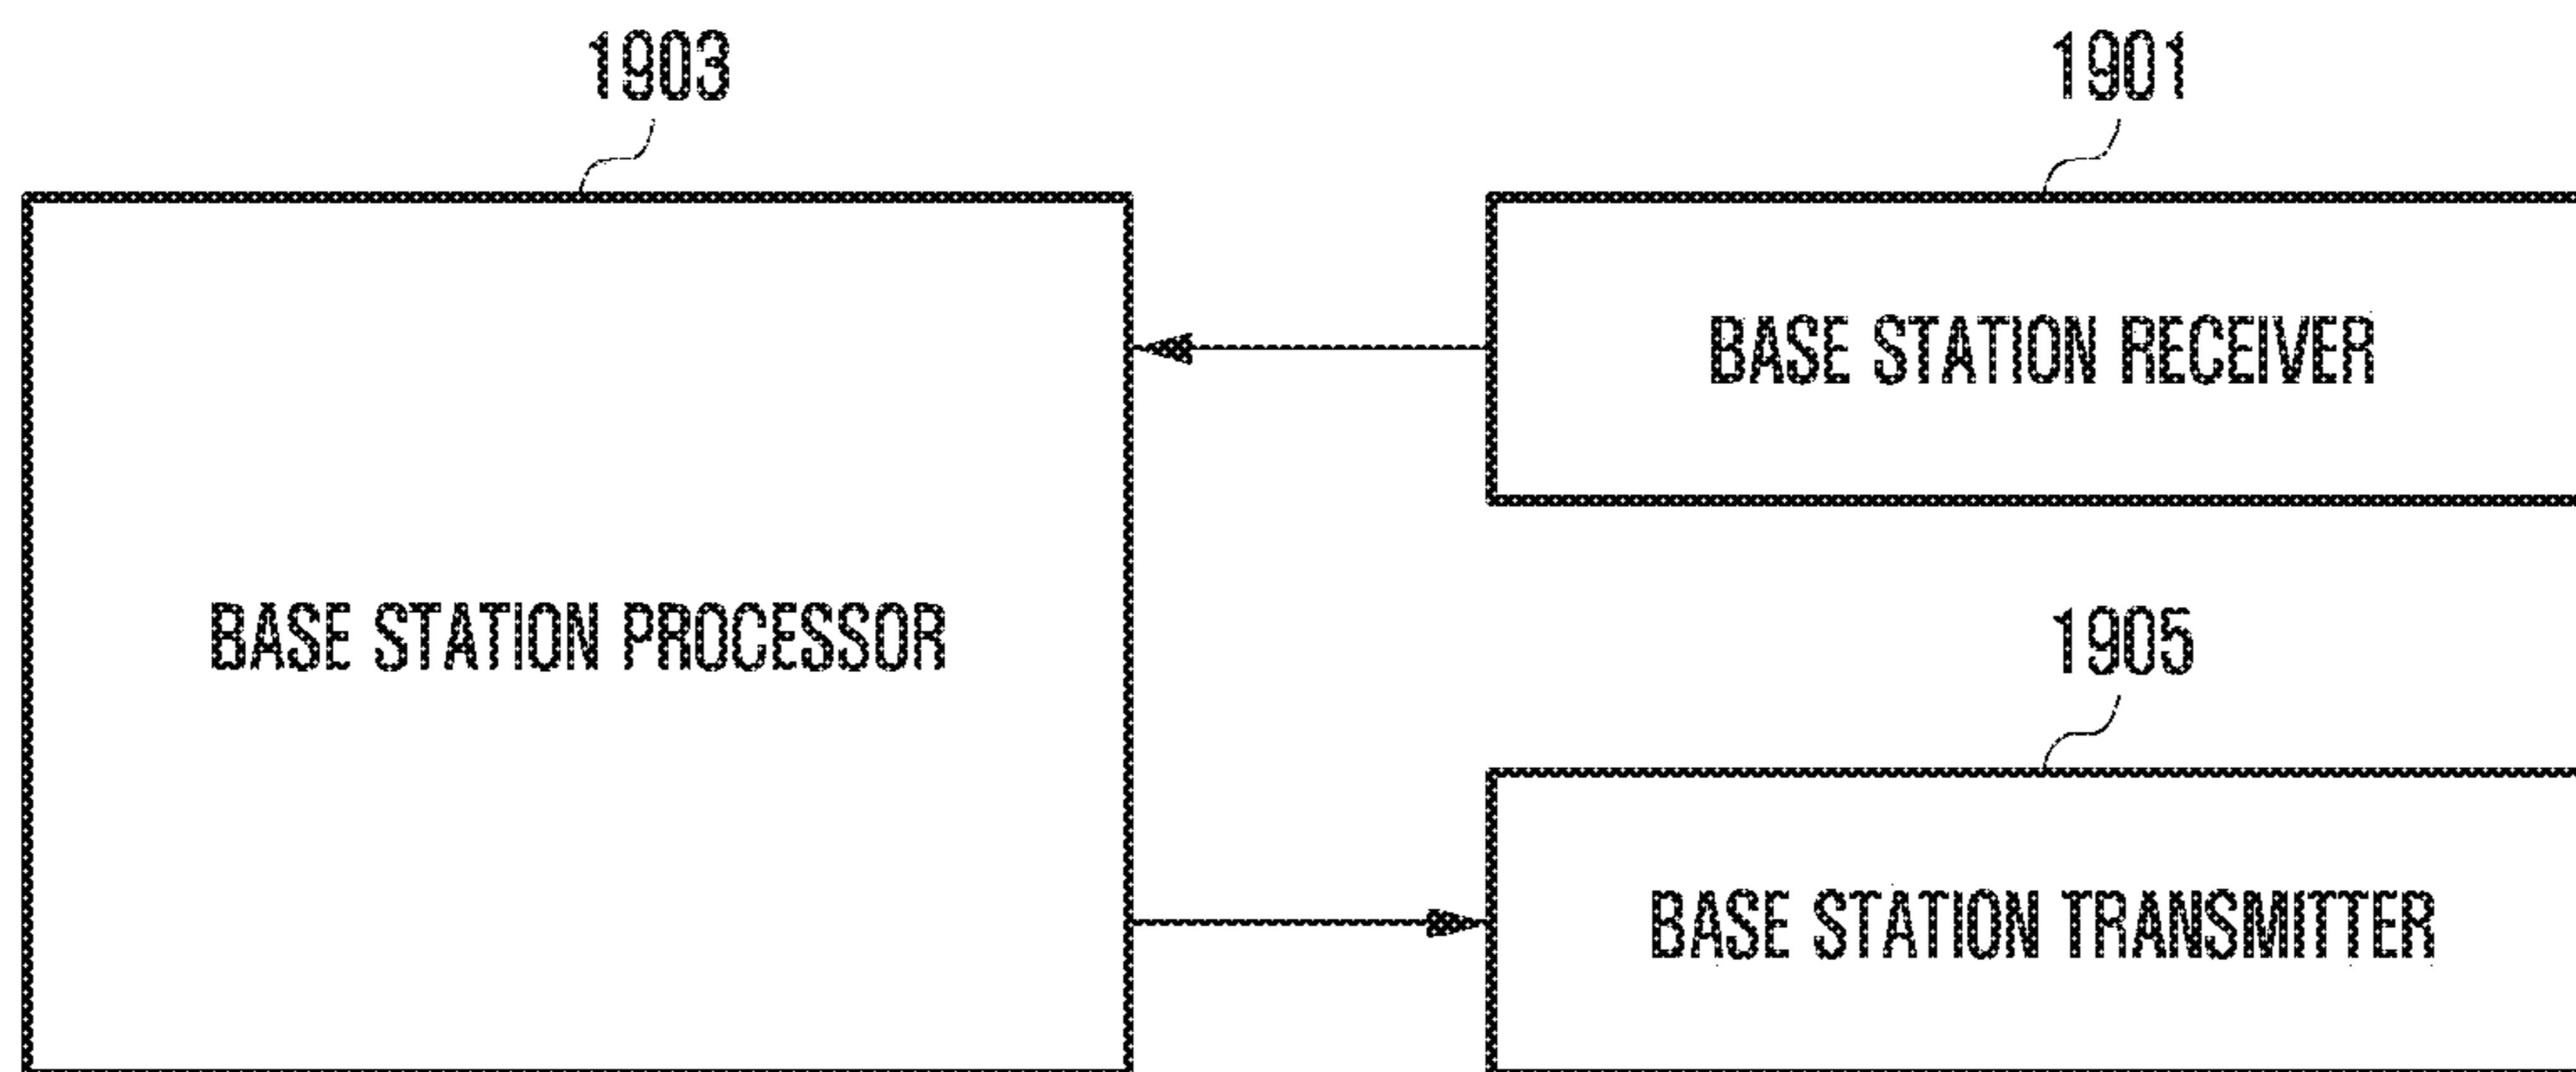 1903
1901
BASE STATION RECEIVER
BASE STATION PROCESSOR
1905
BASE STATION TRANSMITTER